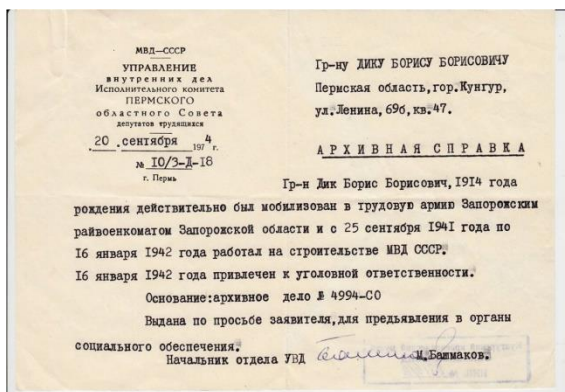 МВД—СССР
УПРАВЛЕНИЕ
внутренних дел
Исполнительного комитета
ПЕРМСКОГО
областного Совета
депутатов трудящихся
20 . сентября 1974 г.
№ 10/3-Д-18
г. Пермь
Гр-ну ДИКУ БОРИСУ БОРИСОВИЧУ
Пермская область, гор. Кунгур,
ул. Ленина, 69б, кв. 47.
АРХИВНАЯ СПРАВКА
Гр-н Дик Борис Борисович, 1914 года
рождения действительно был мобилизован в трудовую армию Запорожским
райвоенкоматом Запорожской области и с 25 сентября 1941 года по
16 января 1942 года работал на строительстве МВД СССР.
16 января 1942 года привлечен к уголовной ответственности.
Основание: архивное дело № 4994-СО
Выдана по просьбе заявителя, для предъявления в органы
социального обеспечения.
Начальник отдела УВД М. Башмаков.